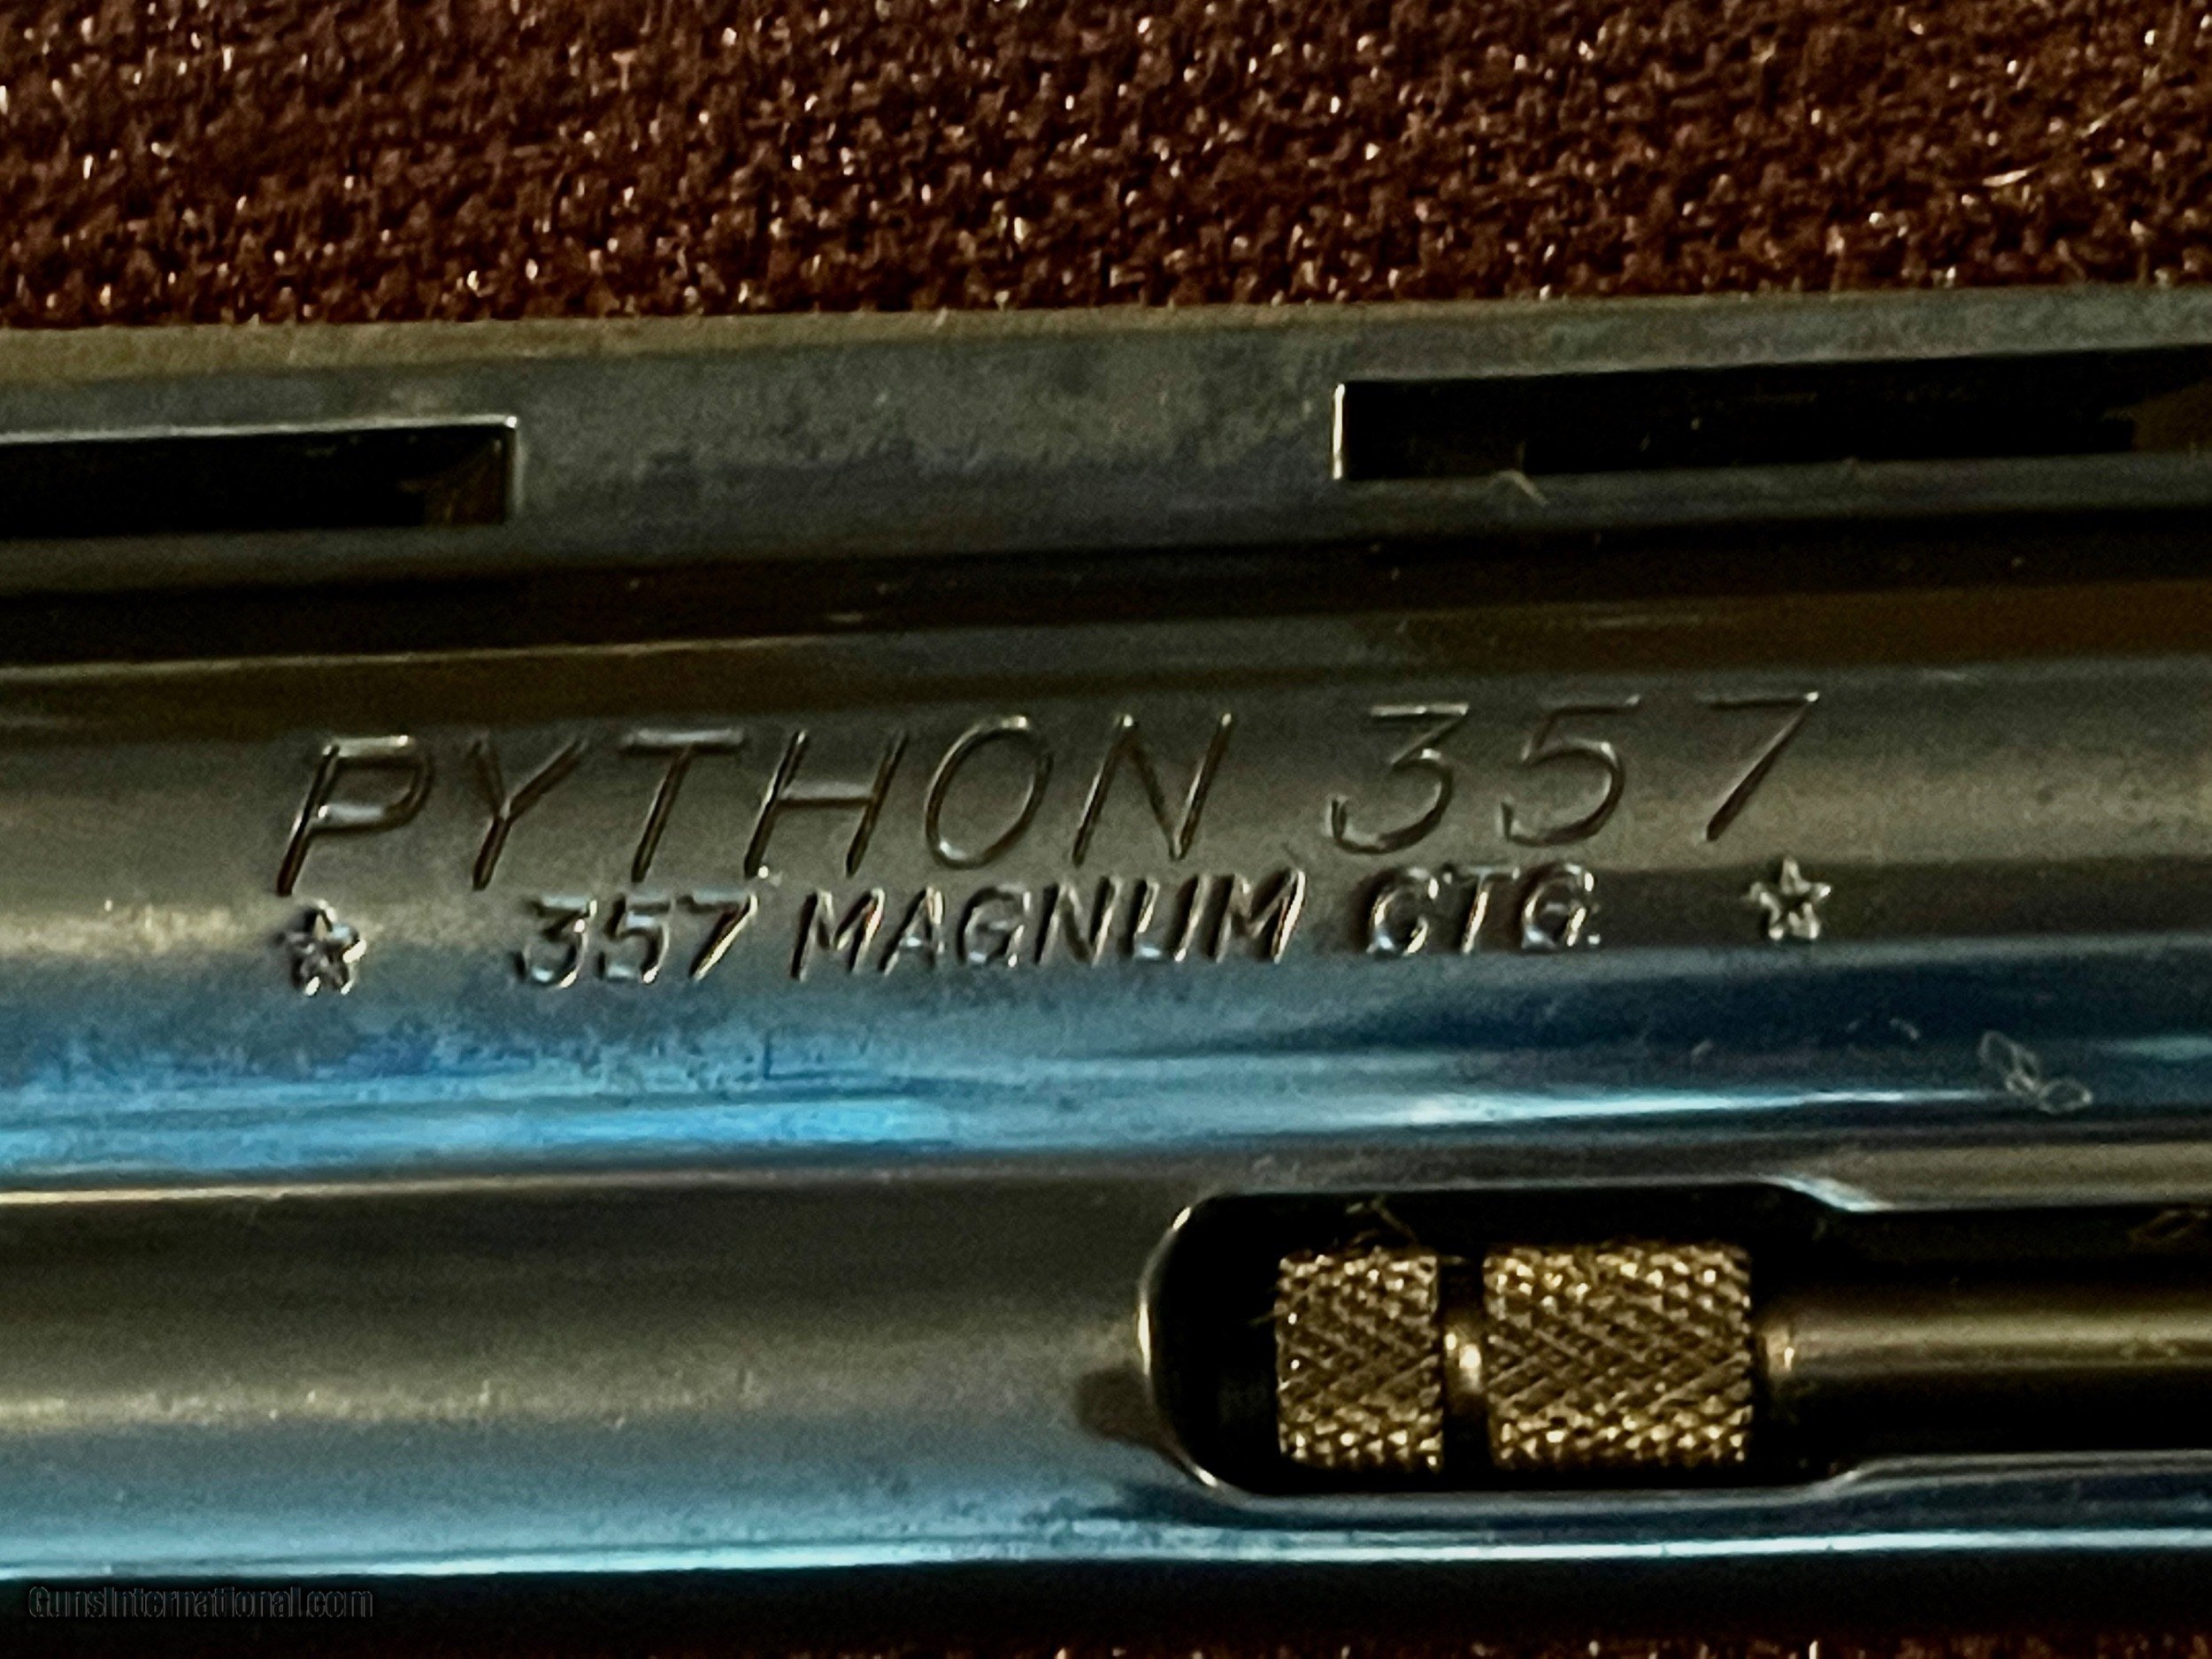 PYTHON 357
★ 357 MAGNUM CTG. ★
GunsInternational.com